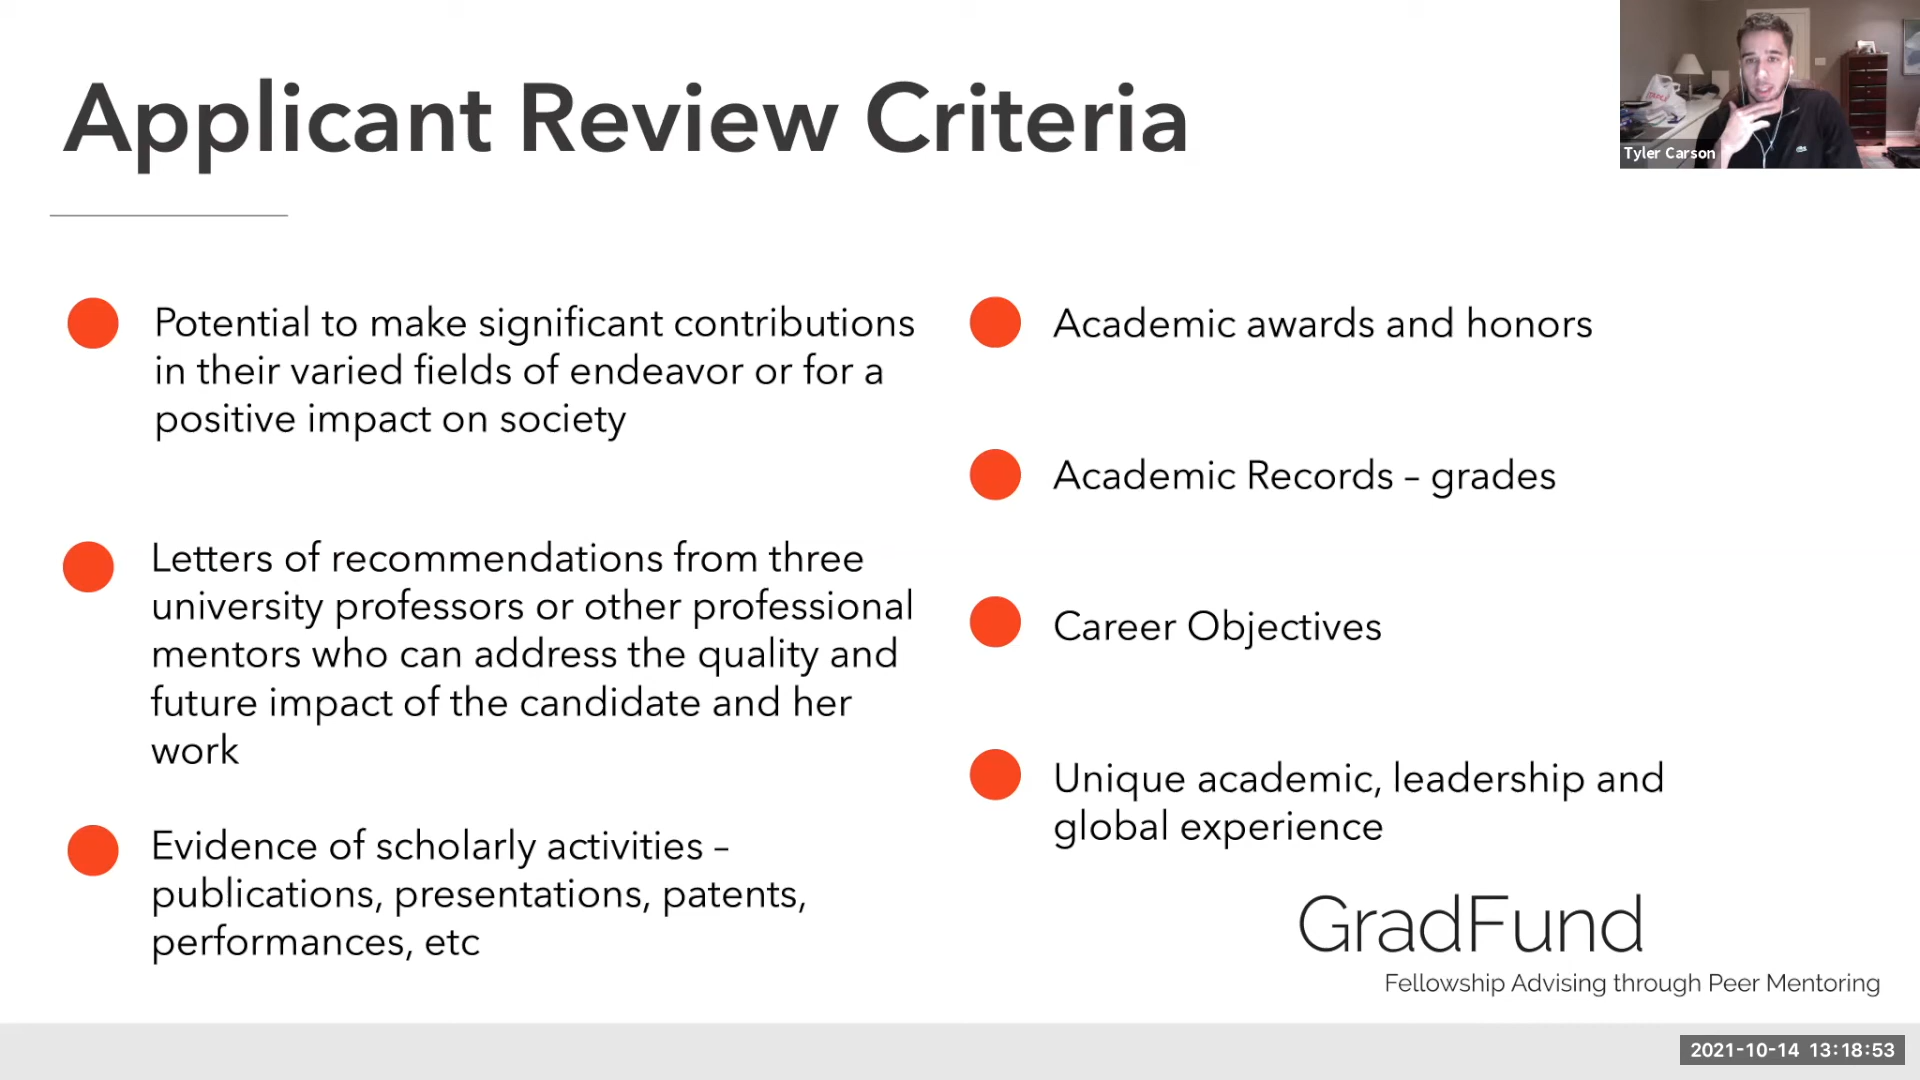 Applicant Review Criteria
Tyler Carson
Potential to make significant contributions
in their varied fields of endeavor or for a
positive impact on society
Letters of recommendations from three
university professors or other professional
mentors who can address the quality and
future impact of the candidate and her
work
Evidence of scholarly activities –
publications, presentations, patents,
performances, etc
Academic awards and honors
Academic Records – grades
Career Objectives
Unique academic, leadership and
global experience
GradFund
Fellowship Advising through Peer Mentoring
2021-10-14 13:18:53